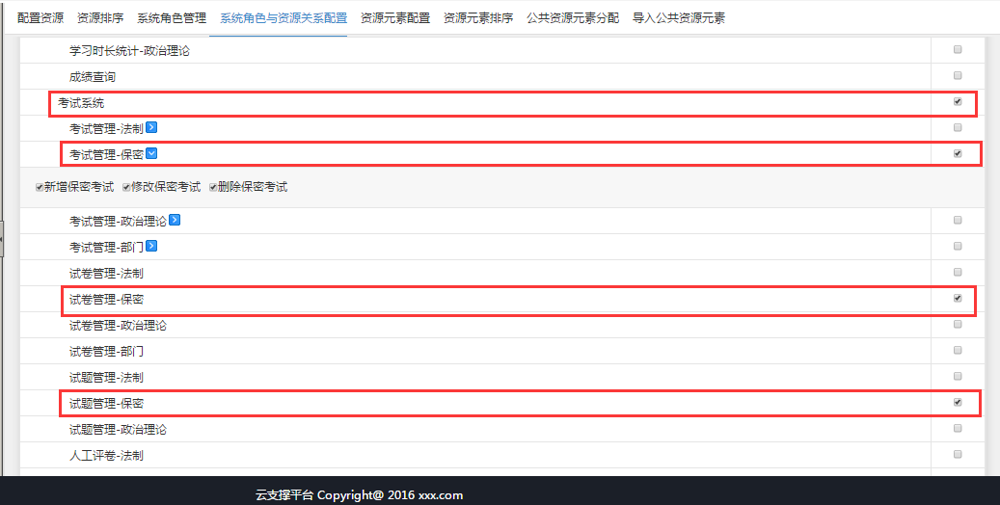 配置资源 资源排序 系统角色管理 系统角色与资源关系配置 资源元素配置 资源元素排序 公共资源元素分配 导入公共资源元素
学习时长统计-政治理论
成绩查询
考试系统
考试管理-法制
考试管理-保密
新增保密考试 修改保密考试 删除保密考试
考试管理-政治理论
考试管理-部门
试卷管理-法制
试卷管理-保密
试卷管理-政治理论
试卷管理-部门
试题管理-法制
试题管理-保密
试题管理-政治理论
人工评卷-法制
云支撑平台 Copyright@ 2016 xxx.com